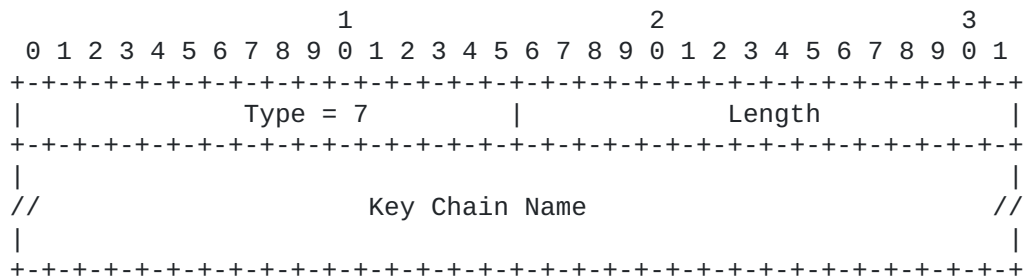 1                   2                   3
 0 1 2 3 4 5 6 7 8 9 0 1 2 3 4 5 6 7 8 9 0 1 2 3 4 5 6 7 8 9 0 1
+-+-+-+-+-+-+-+-+-+-+-+-+-+-+-+-+-+-+-+-+-+-+-+-+-+-+-+-+-+-+-+-+
|              Type = 7         |             Length            |
+-+-+-+-+-+-+-+-+-+-+-+-+-+-+-+-+-+-+-+-+-+-+-+-+-+-+-+-+-+-+-+-+
|                                                               |
//                     Key Chain Name                          //
|                                                               |
+-+-+-+-+-+-+-+-+-+-+-+-+-+-+-+-+-+-+-+-+-+-+-+-+-+-+-+-+-+-+-+-+